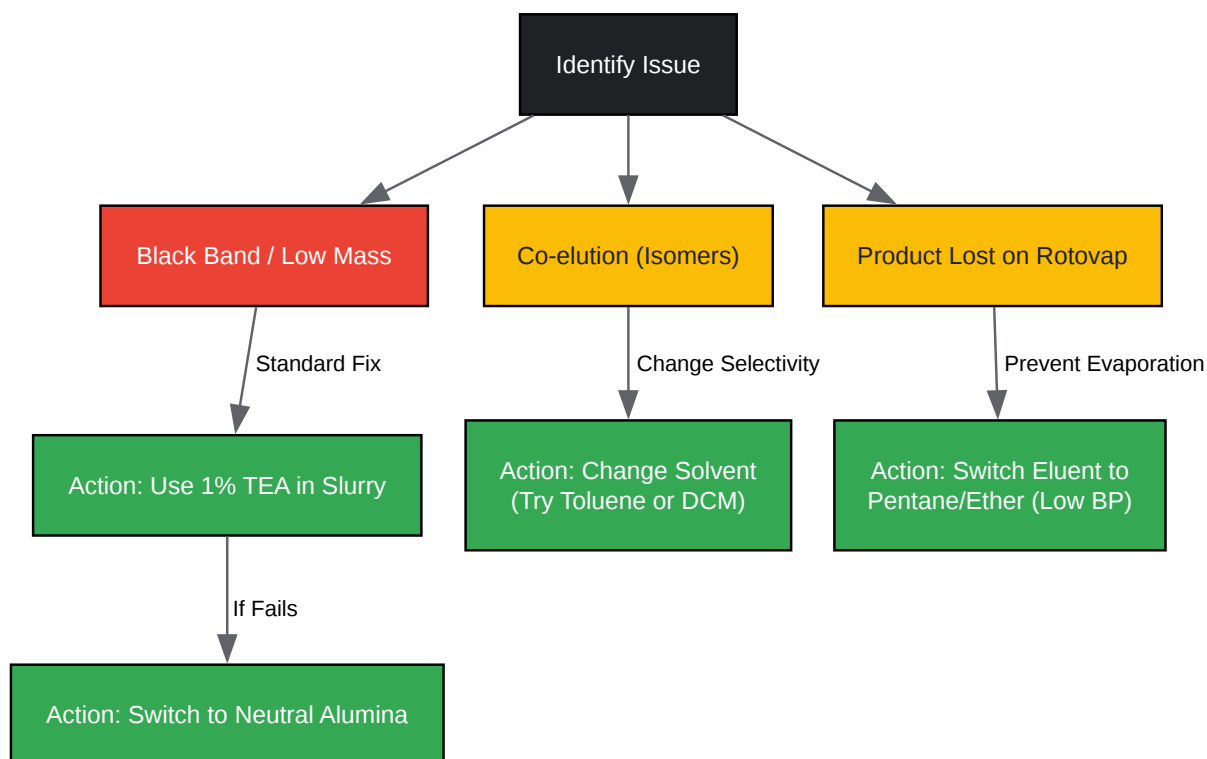 Identify Issue
Black Band / Low Mass
Co-elution (Isomers)
Product Lost on Rotovap
Standard Fix
Change Selectivity
Prevent Evaporation
Action: Use 1% TEA in Slurry
Action: Change Solvent
(Try Toluene or DCM)
Action: Switch Eluent to
Pentane/Ether (Low BP)
If Fails
Action: Switch to Neutral Alumina